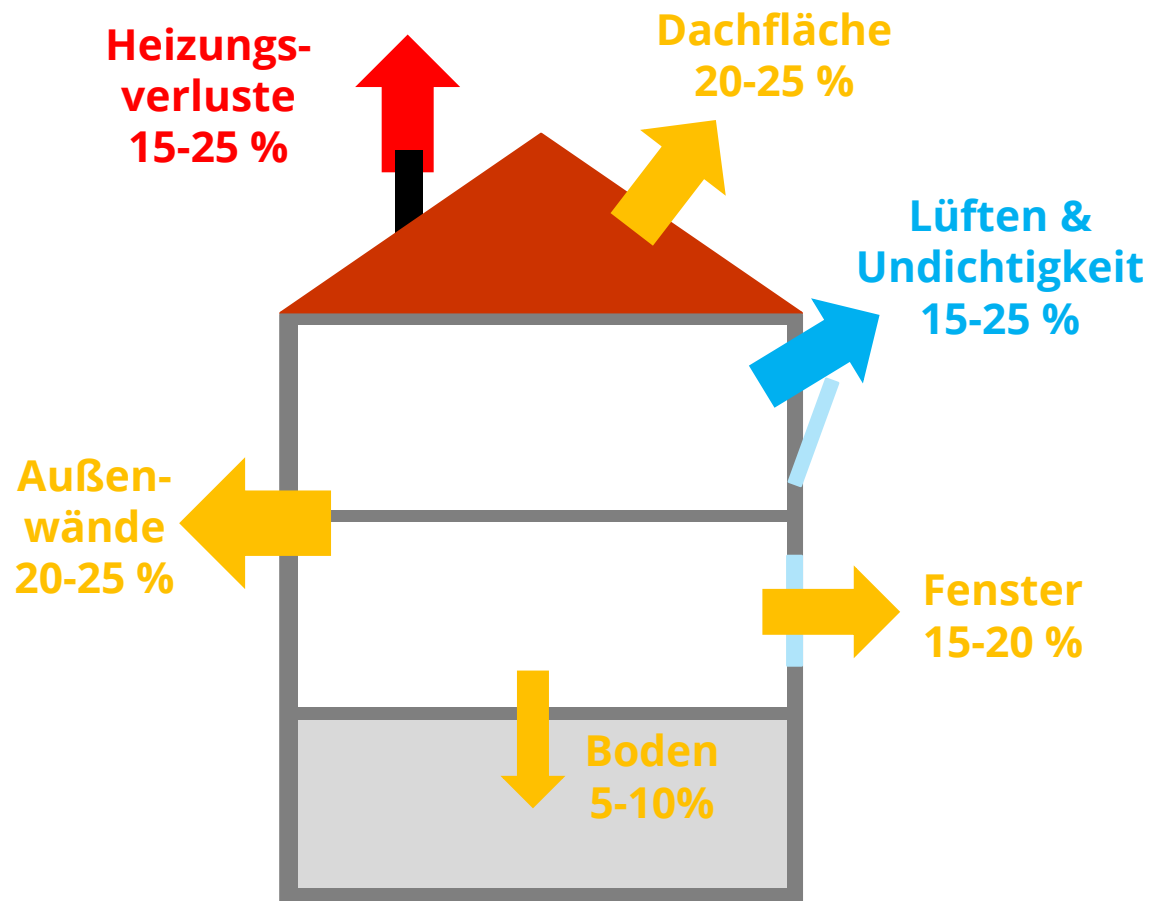 Heizungs-
verluste
15-25 %
Dachfläche
20-25 %
Lüften &
Undichtigkeit
15-25 %
Außen-
wände
20-25 %
Fenster
15-20 %
Boden
5-10%